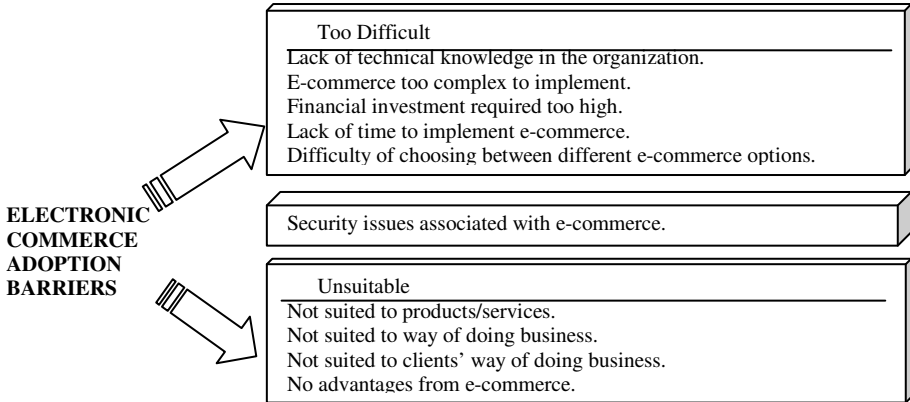 Too Difficult
Lack of technical knowledge in the organization.
E-commerce too complex to implement.
Financial investment required too high.
Lack of time to implement e-commerce.
Difficulty of choosing between different e-commerce options.
ELECTRONIC
COMMERCE
ADOPTION
BARRIERS
Security issues associated with e-commerce.
Unsuitable
Not suited to products/services.
Not suited to way of doing business.
Not suited to clients’ way of doing business.
No advantages from e-commerce.